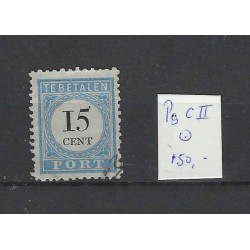 TE BETALEN
15
CENT
PORT
P9 C II
150,-